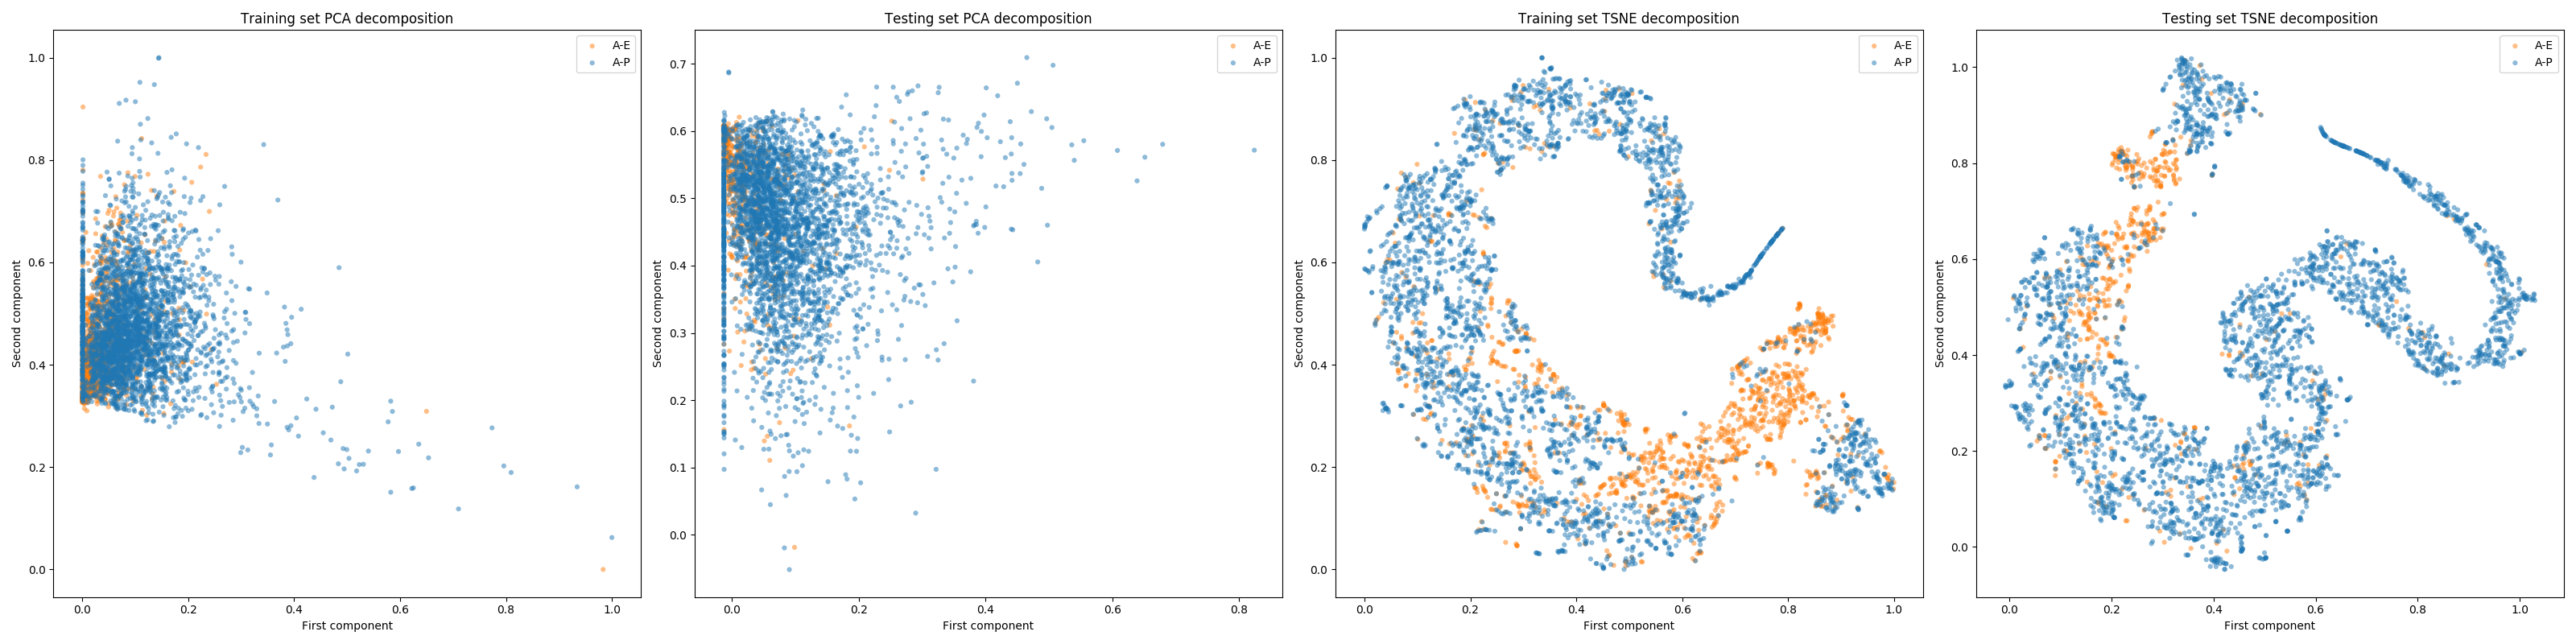 Training set PCA decomposition
A-E
A-P
1.0
0.8
0.6
0.4
0.2
0.0
Second component
0.0 0.2 0.4 0.6 0.8 1.0
First component
Testing set PCA decomposition
A-E
A-P
0.7
0.6
0.5
0.4
0.3
0.2
0.1
0.0
Second component
0.0 0.2 0.4 0.6 0.8
First component
Training set TSNE decomposition
A-E
A-P
1.0
0.8
0.6
0.4
0.2
0.0
Second component
0.0 0.2 0.4 0.6 0.8 1.0
First component
Testing set TSNE decomposition
A-E
A-P
1.0
0.8
0.6
0.4
0.2
0.0
Second component
0.0 0.2 0.4 0.6 0.8 1.0
First component